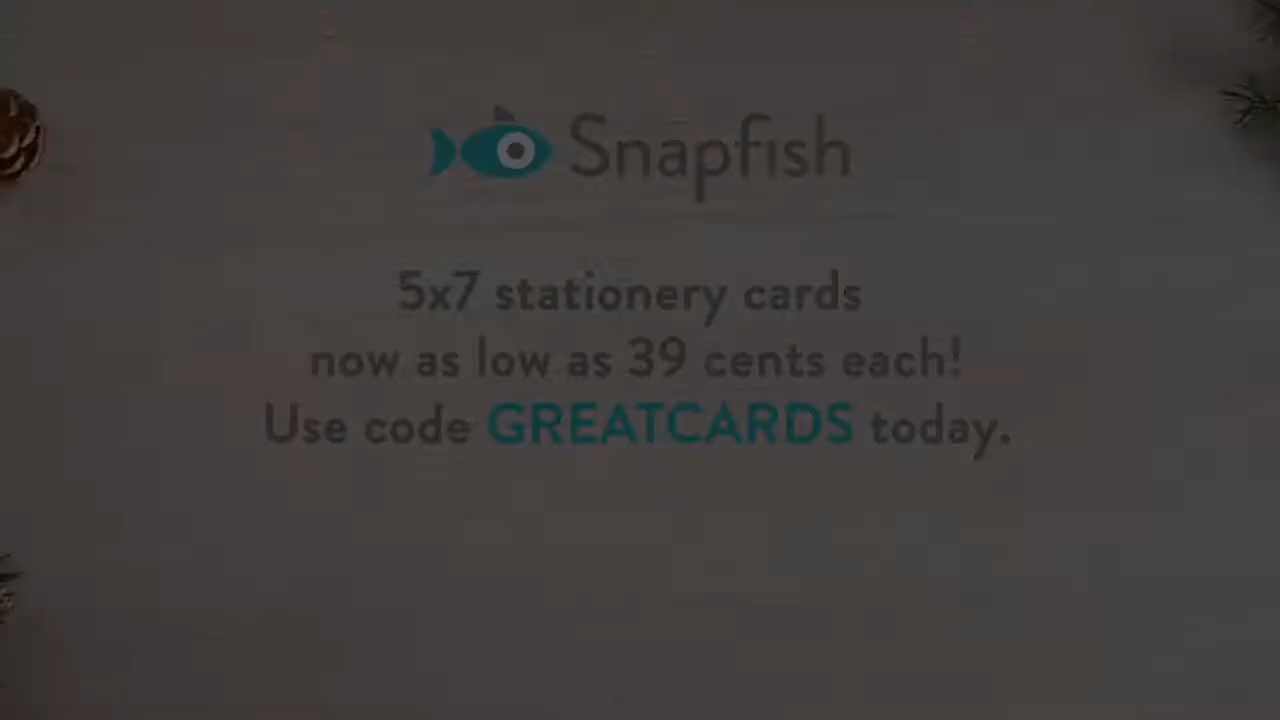 Snapfish
5x7 stationery cards
now as low as 39 cents each!
Use code GREATCARDS today.